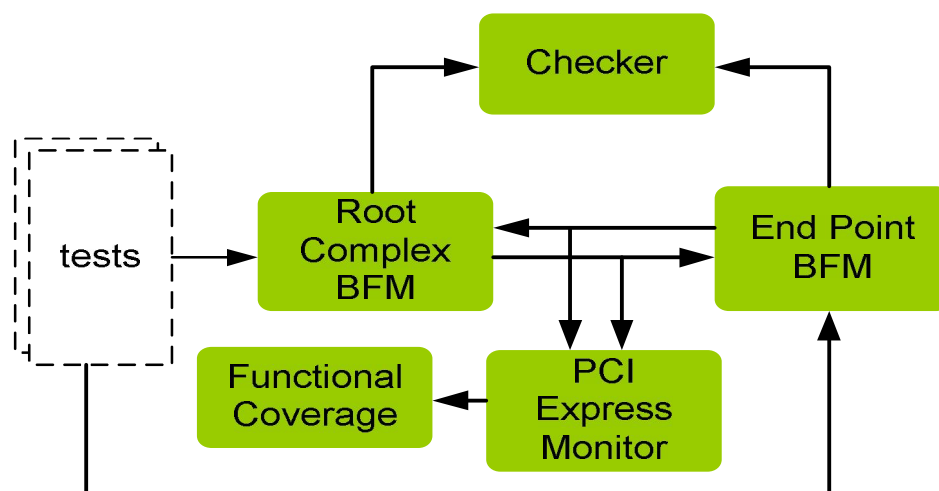 Checker
tests
Root
Complex
BFM
End Point
BFM
Functional
Coverage
PCI
Express
Monitor